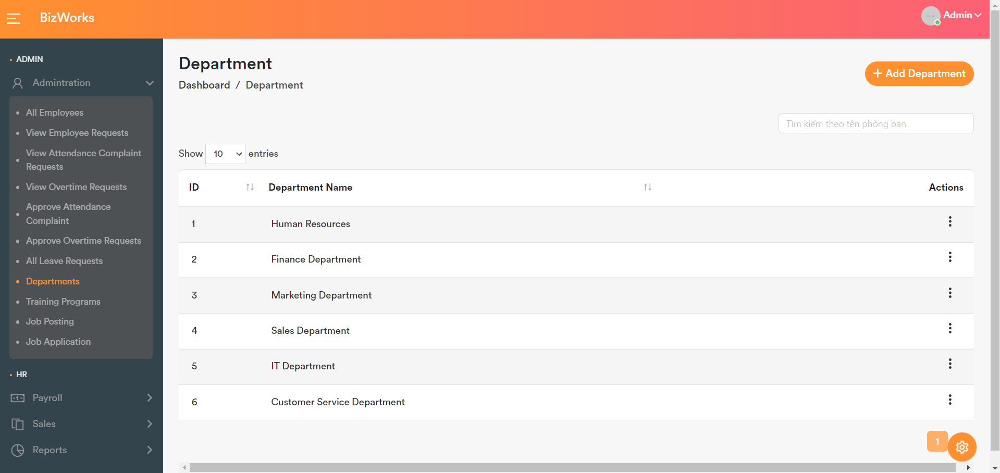 BizWorks
Admin
ADMIN
Admintration
All Employees
View Employee Requests
View Attendance Complaint
Requests
View Overtime Requests
Approve Attendance
Complaint
Approve Overtime Requests
All Leave Requests
Departments
Training Programs
Job Posting
Job Application
HR
Payroll
Sales
Reports
Department
Dashboard / Department
+ Add Department
Tìm kiếm theo tên phòng ban
Show 10 entries
ID Department Name Actions
1 Human Resources
2 Finance Department
3 Marketing Department
4 Sales Department
5 IT Department
6 Customer Service Department
1